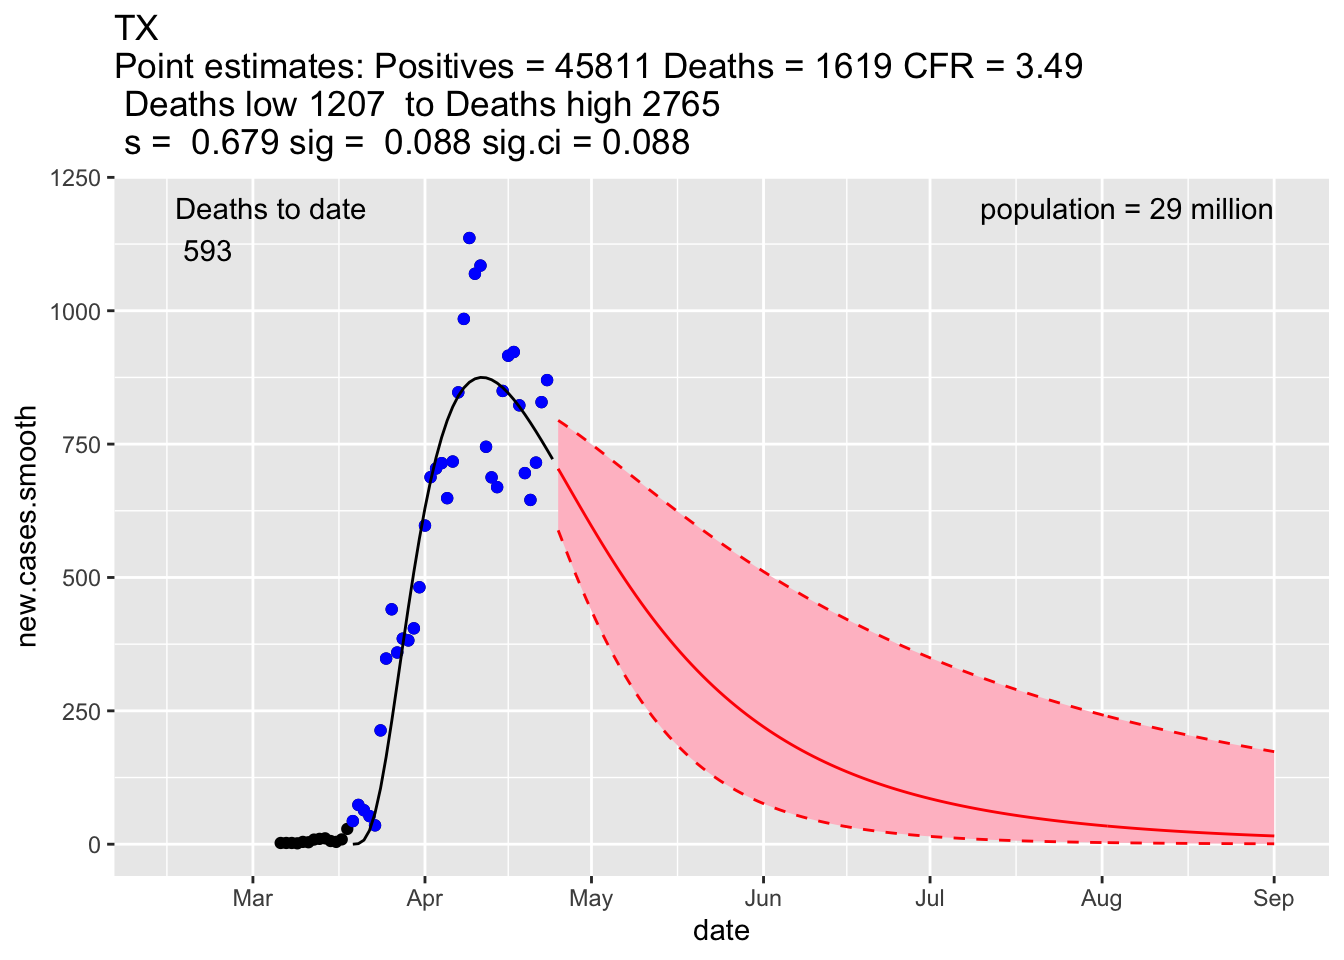 TX
Point estimates: Positives = 45811 Deaths = 1619 CFR = 3.49
Deaths low 1207  to Deaths high 2765
s =  0.679 sig =  0.088 sig.ci = 0.088
Deaths to date
593
population = 29 million
1250
1000
750
500
250
0
new.cases.smooth
Mar Apr May Jun Jul Aug Sep
date